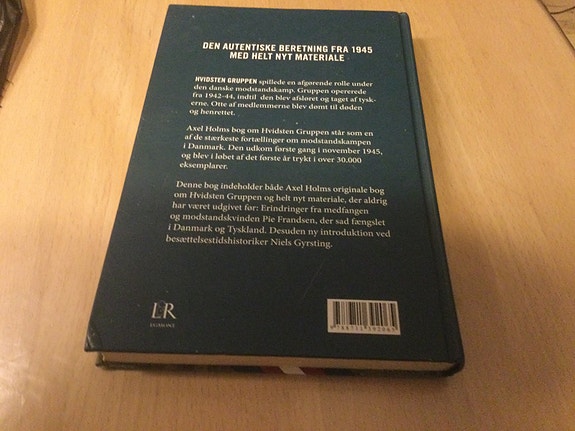 DEN AUTENTISKE BERETNING FRA 1945
MED HELT NYT MATERIALE
HVIDSTEN GRUPPEN spillede en afgørende rolle under
den danske modstandskamp. Gruppen opererede
fra 1942-44, indtil den blev afsløret og taget af tysk-
erne. Otte af medlemmerne blev dømt til døden
og henrettet.
Axel Holms bog om Hvidsten Gruppen står som en
af de stærkeste fortællinger om modstandskampen
i Danmark. Den udkom første gang i november 1945,
og blev i løbet af det første år trykt i over 30.000
eksemplarer.
Denne bog indeholder både Axel Holms originale bog
om Hvidsten Gruppen og helt nyt materiale, der aldrig
har været udgivet før: Erindringer fra medfangen
og modstandskvinden Pie Frandsen, der sad fængslet
i Danmark og Tyskland. Desuden ny introduktion ved
besættelsestidshistoriker Niels Gyrsting.
L&R
EGMONT